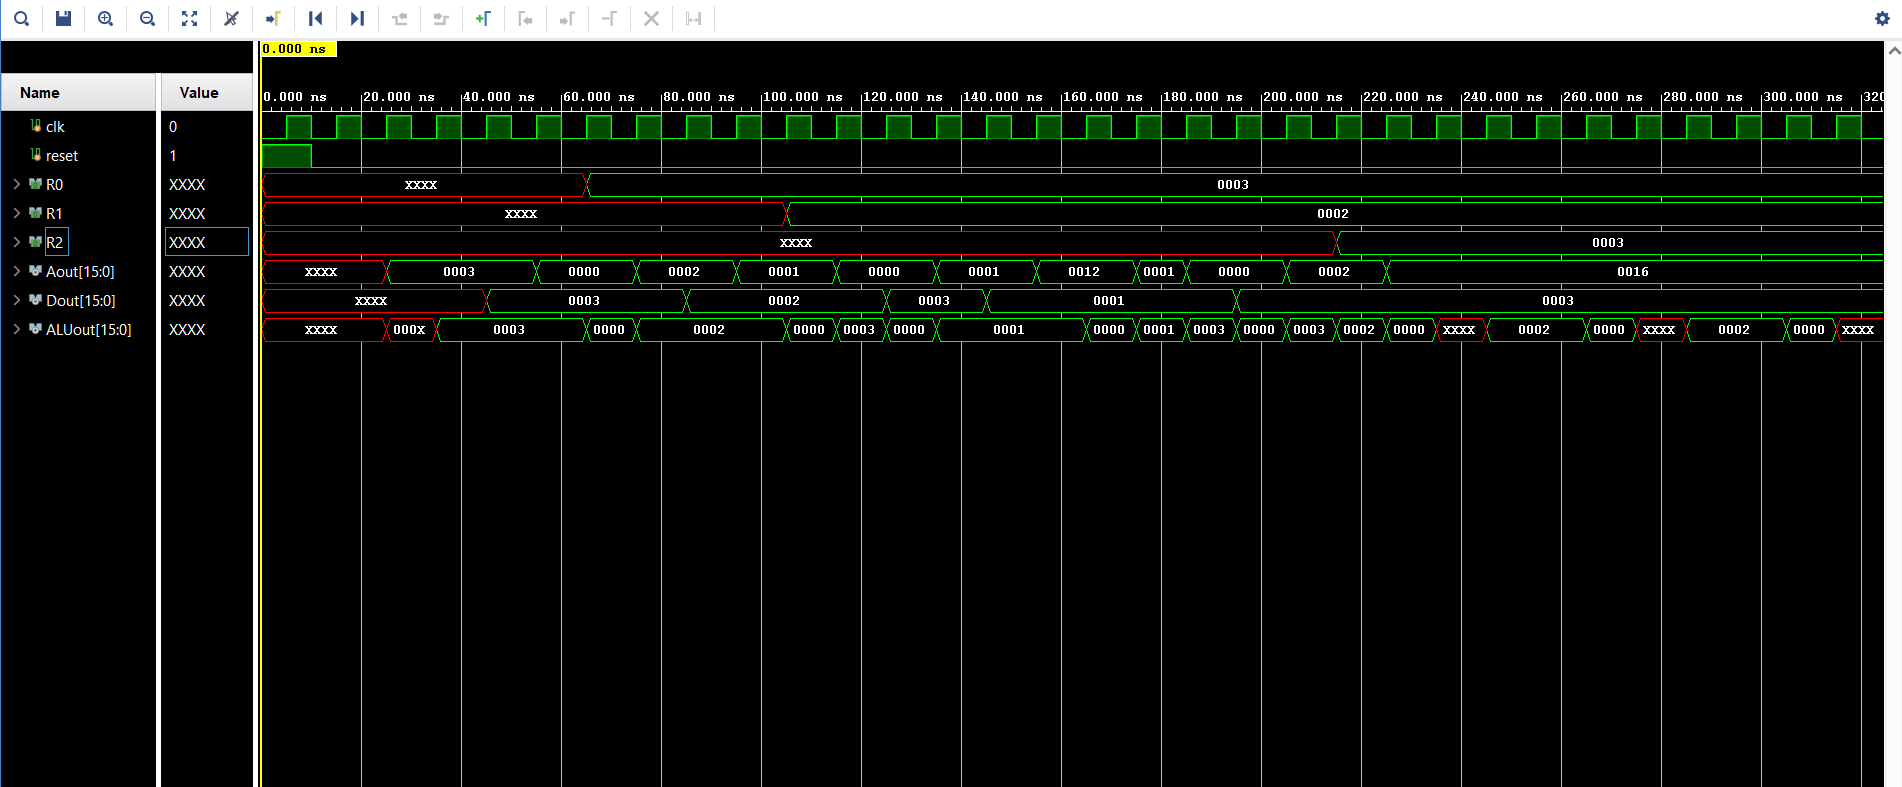 0.000 ns
Name Value
0.000 ns 20.000 ns 40.000 ns 60.000 ns 80.000 ns 100.000 ns 120.000 ns 140.000 ns 160.000 ns 180.000 ns 200.000 ns 220.000 ns 240.000 ns 260.000 ns 280.000 ns 300.000 ns 320
clk 0
reset 1
R0 XXXX XXXX 0003
R1 XXXX XXXX 0002
R2 XXXX XXXX 0003
Aout[15:0] XXXX XXXX 0003 0000 0002 0001 0000 0001 0012 0001 0000 0002 0016
Dout[15:0] XXXX XXXX 0003 0002 0003 0001 0003
ALUout[15:0] XXXX XXXX 000X 0003 0000 0002 0000 0003 0000 0001 0000 0001 0003 0000 0003 0002 0000 XXXX 0002 0000 XXXX 0002 0000 XXXX